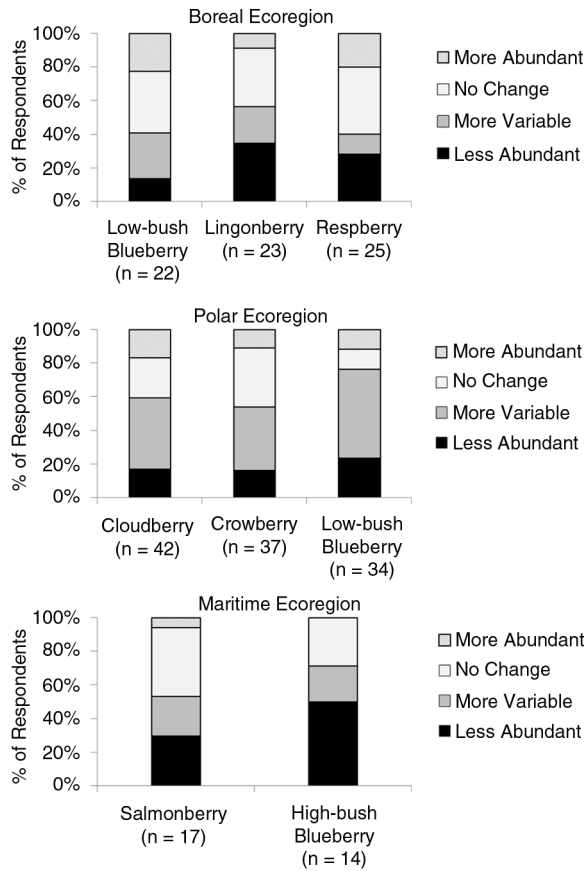 Boreal Ecoregion
% of Respondents
100%
80%
60%
40%
20%
0%
Low-bush
Blueberry
(n = 22)
Lingonberry
(n = 23)
Respberry
(n = 25)
More Abundant
No Change
More Variable
Less Abundant
Polar Ecoregion
% of Respondents
100%
80%
60%
40%
20%
0%
Cloudberry
(n = 42)
Crowberry
(n = 37)
Low-bush
Blueberry
(n = 34)
More Abundant
No Change
More Variable
Less Abundant
Maritime Ecoregion
% of Respondents
100%
80%
60%
40%
20%
0%
Salmonberry
(n = 17)
High-bush
Blueberry
(n = 14)
More Abundant
No Change
More Variable
Less Abundant